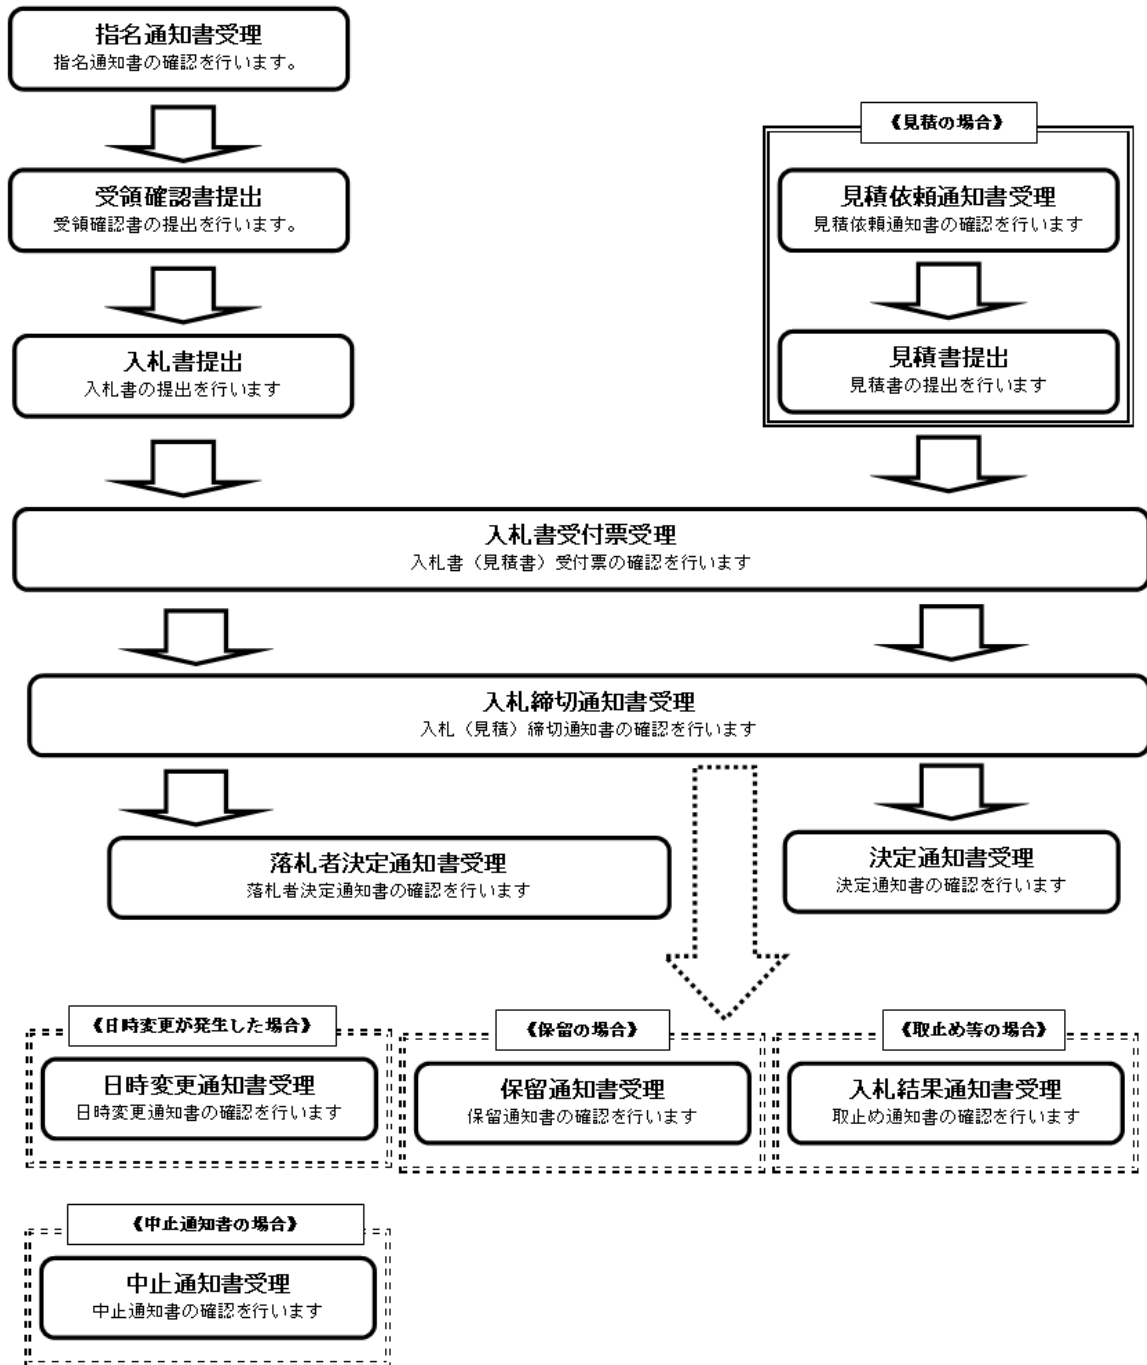 指名通知書受理
指名通知書の確認を行います。
受領確認書提出
受領確認書の提出を行います。
入札書提出
入札書の提出を行います
《見積の場合》
見積依頼通知書受理
見積依頼通知書の確認を行います
見積書提出
見積書の提出を行います
入札書受付票受理
入札書（見積書）受付票の確認を行います
入札締切通知書受理
入札（見積）締切通知書の確認を行います
落札者決定通知書受理
落札者決定通知書の確認を行います
決定通知書受理
決定通知書の確認を行います
《日時変更が発生した場合》
日時変更通知書受理
日時変更通知書の確認を行います
《保留の場合》
保留通知書受理
保留通知書の確認を行います
《取止め等の場合》
入札結果通知書受理
取止め通知書の確認を行います
《中止通知書の場合》
中止通知書受理
中止通知書の確認を行います